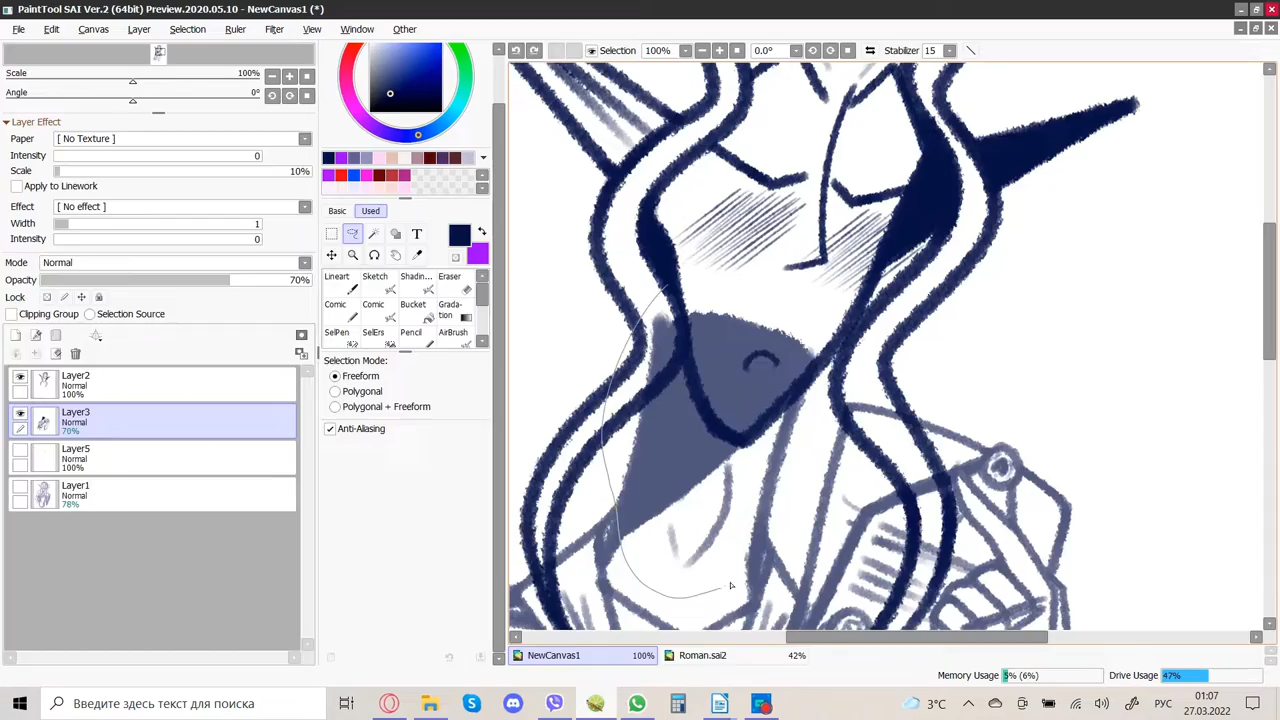 PaintTool SAI Ver.2 (64bit) Preview.2020.05.10 - NewCanvas1 (*)
File Edit Canvas Layer Selection Ruler Filter View Window Other
Scale 100%
Angle 0°
Layer Effect
Paper [ No Texture ]
Intensity 0
Scale 10%
Apply to Linework
Effect [ No effect ]
Width 1
Intensity 0
Mode Normal
Opacity 70%
Lock
Clipping Group Selection Source
Layer2
Normal
100%
Layer3
Normal
70%
Layer5
Normal
100%
Layer1
Normal
78%
Basic Used
T
Lineart Sketch Shadin... Eraser
Comic Comic Bucket Grada-
tion
SelPen SelErs Pencil AirBrush
Selection Mode:
Freeform
Polygonal
Polygonal + Freeform
Anti-Aliasing
Selection 100% 0.0° Stabilizer 15
NewCanvas1 100% Roman.sai2 42%
Memory Usage 5% (6%) Drive Usage 47%
Введите здесь текст для поиска
3°C РУС 01:07
27.03.2022